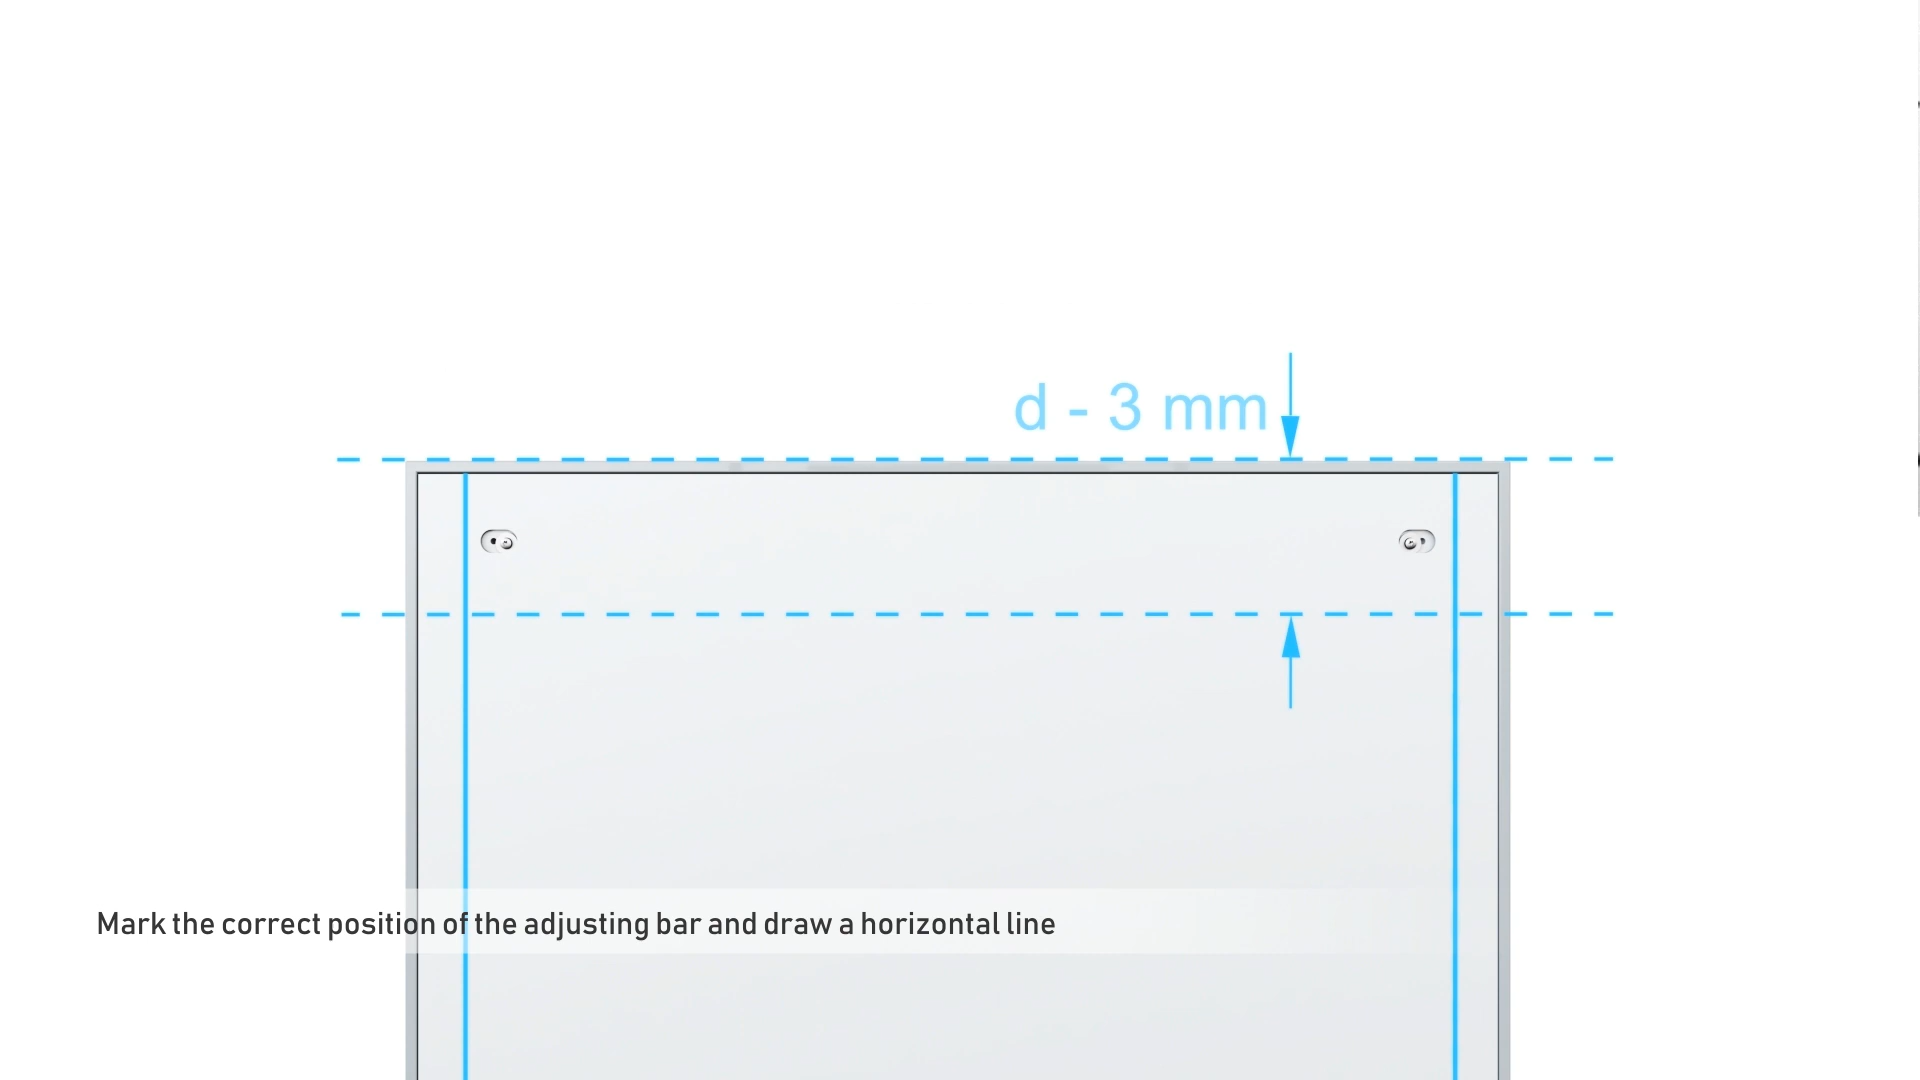 d - 3 mm
Mark the correct position of the adjusting bar and draw a horizontal line